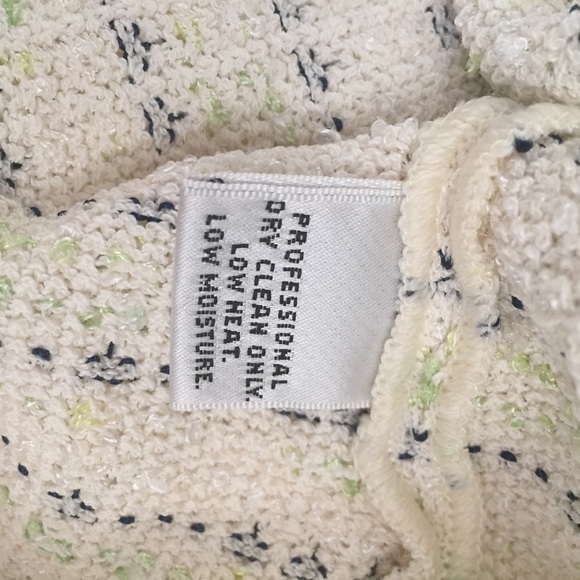 PROFESSIONAL
DRY CLEAN ONLY.
LOW HEAT.
LOW MOISTURE.